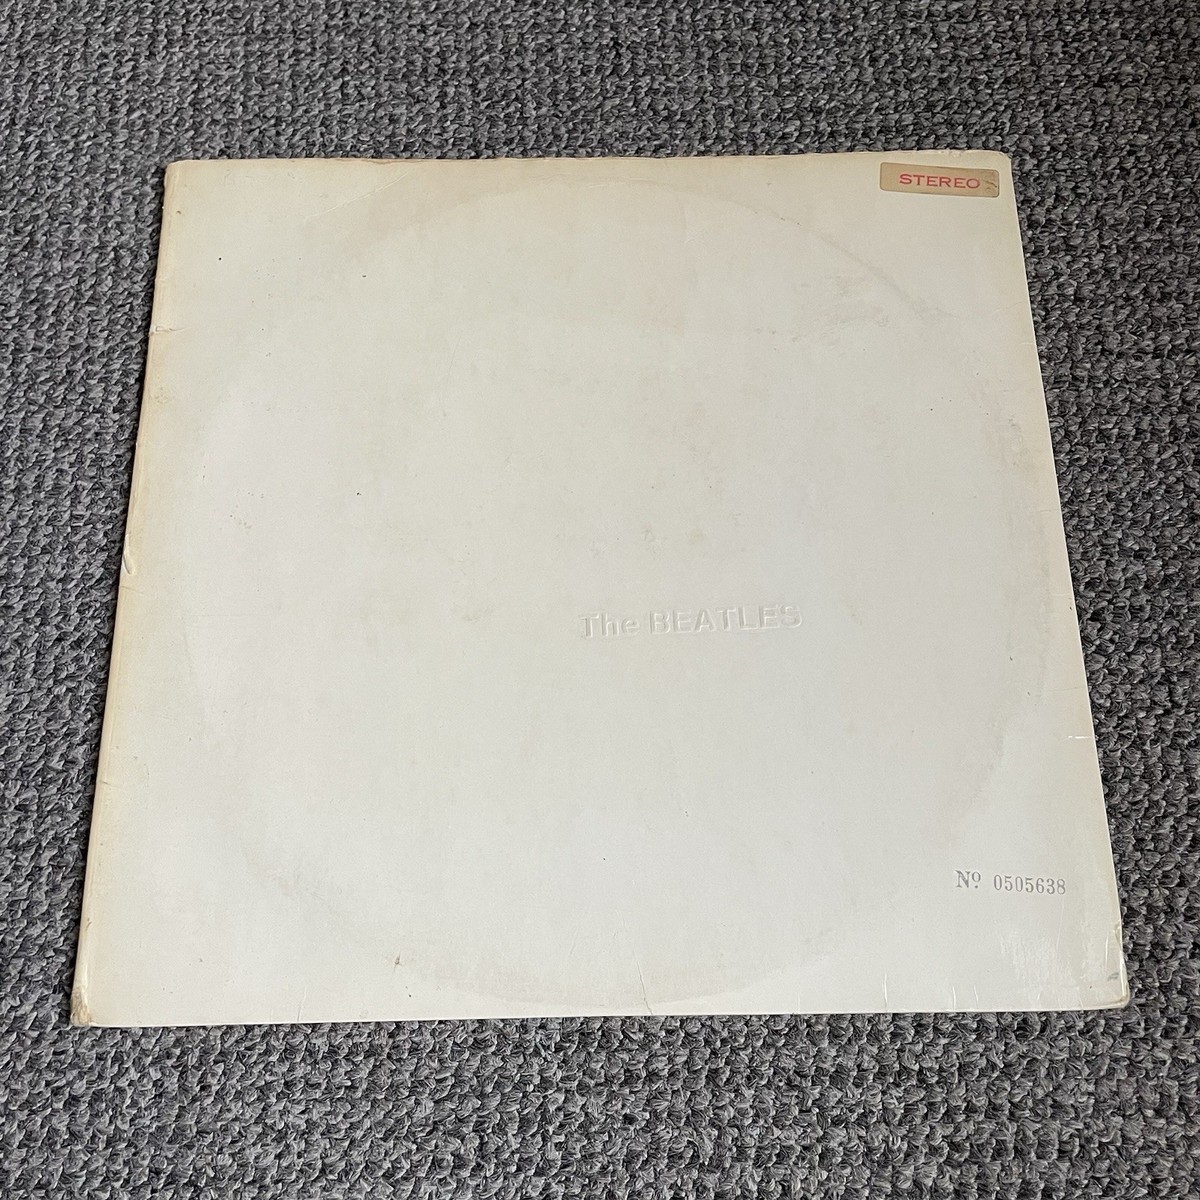 STEREO
The BEATLES
Nº 0505638